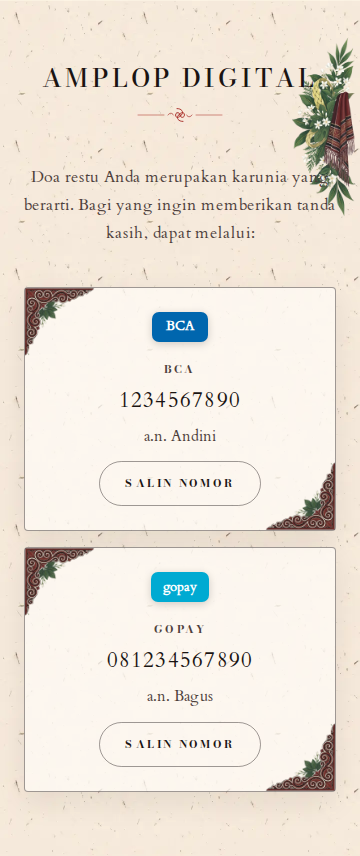 AMPLOP DIGITAL
Doa restu Anda merupakan karunia yang
berarti. Bagi yang ingin memberikan tanda
kasih, dapat melalui:
BCA
BCA
1234567890
a.n. Andini
SALIN NOMOR
gopay
GOPAY
081234567890
a.n. Bagus
SALIN NOMOR